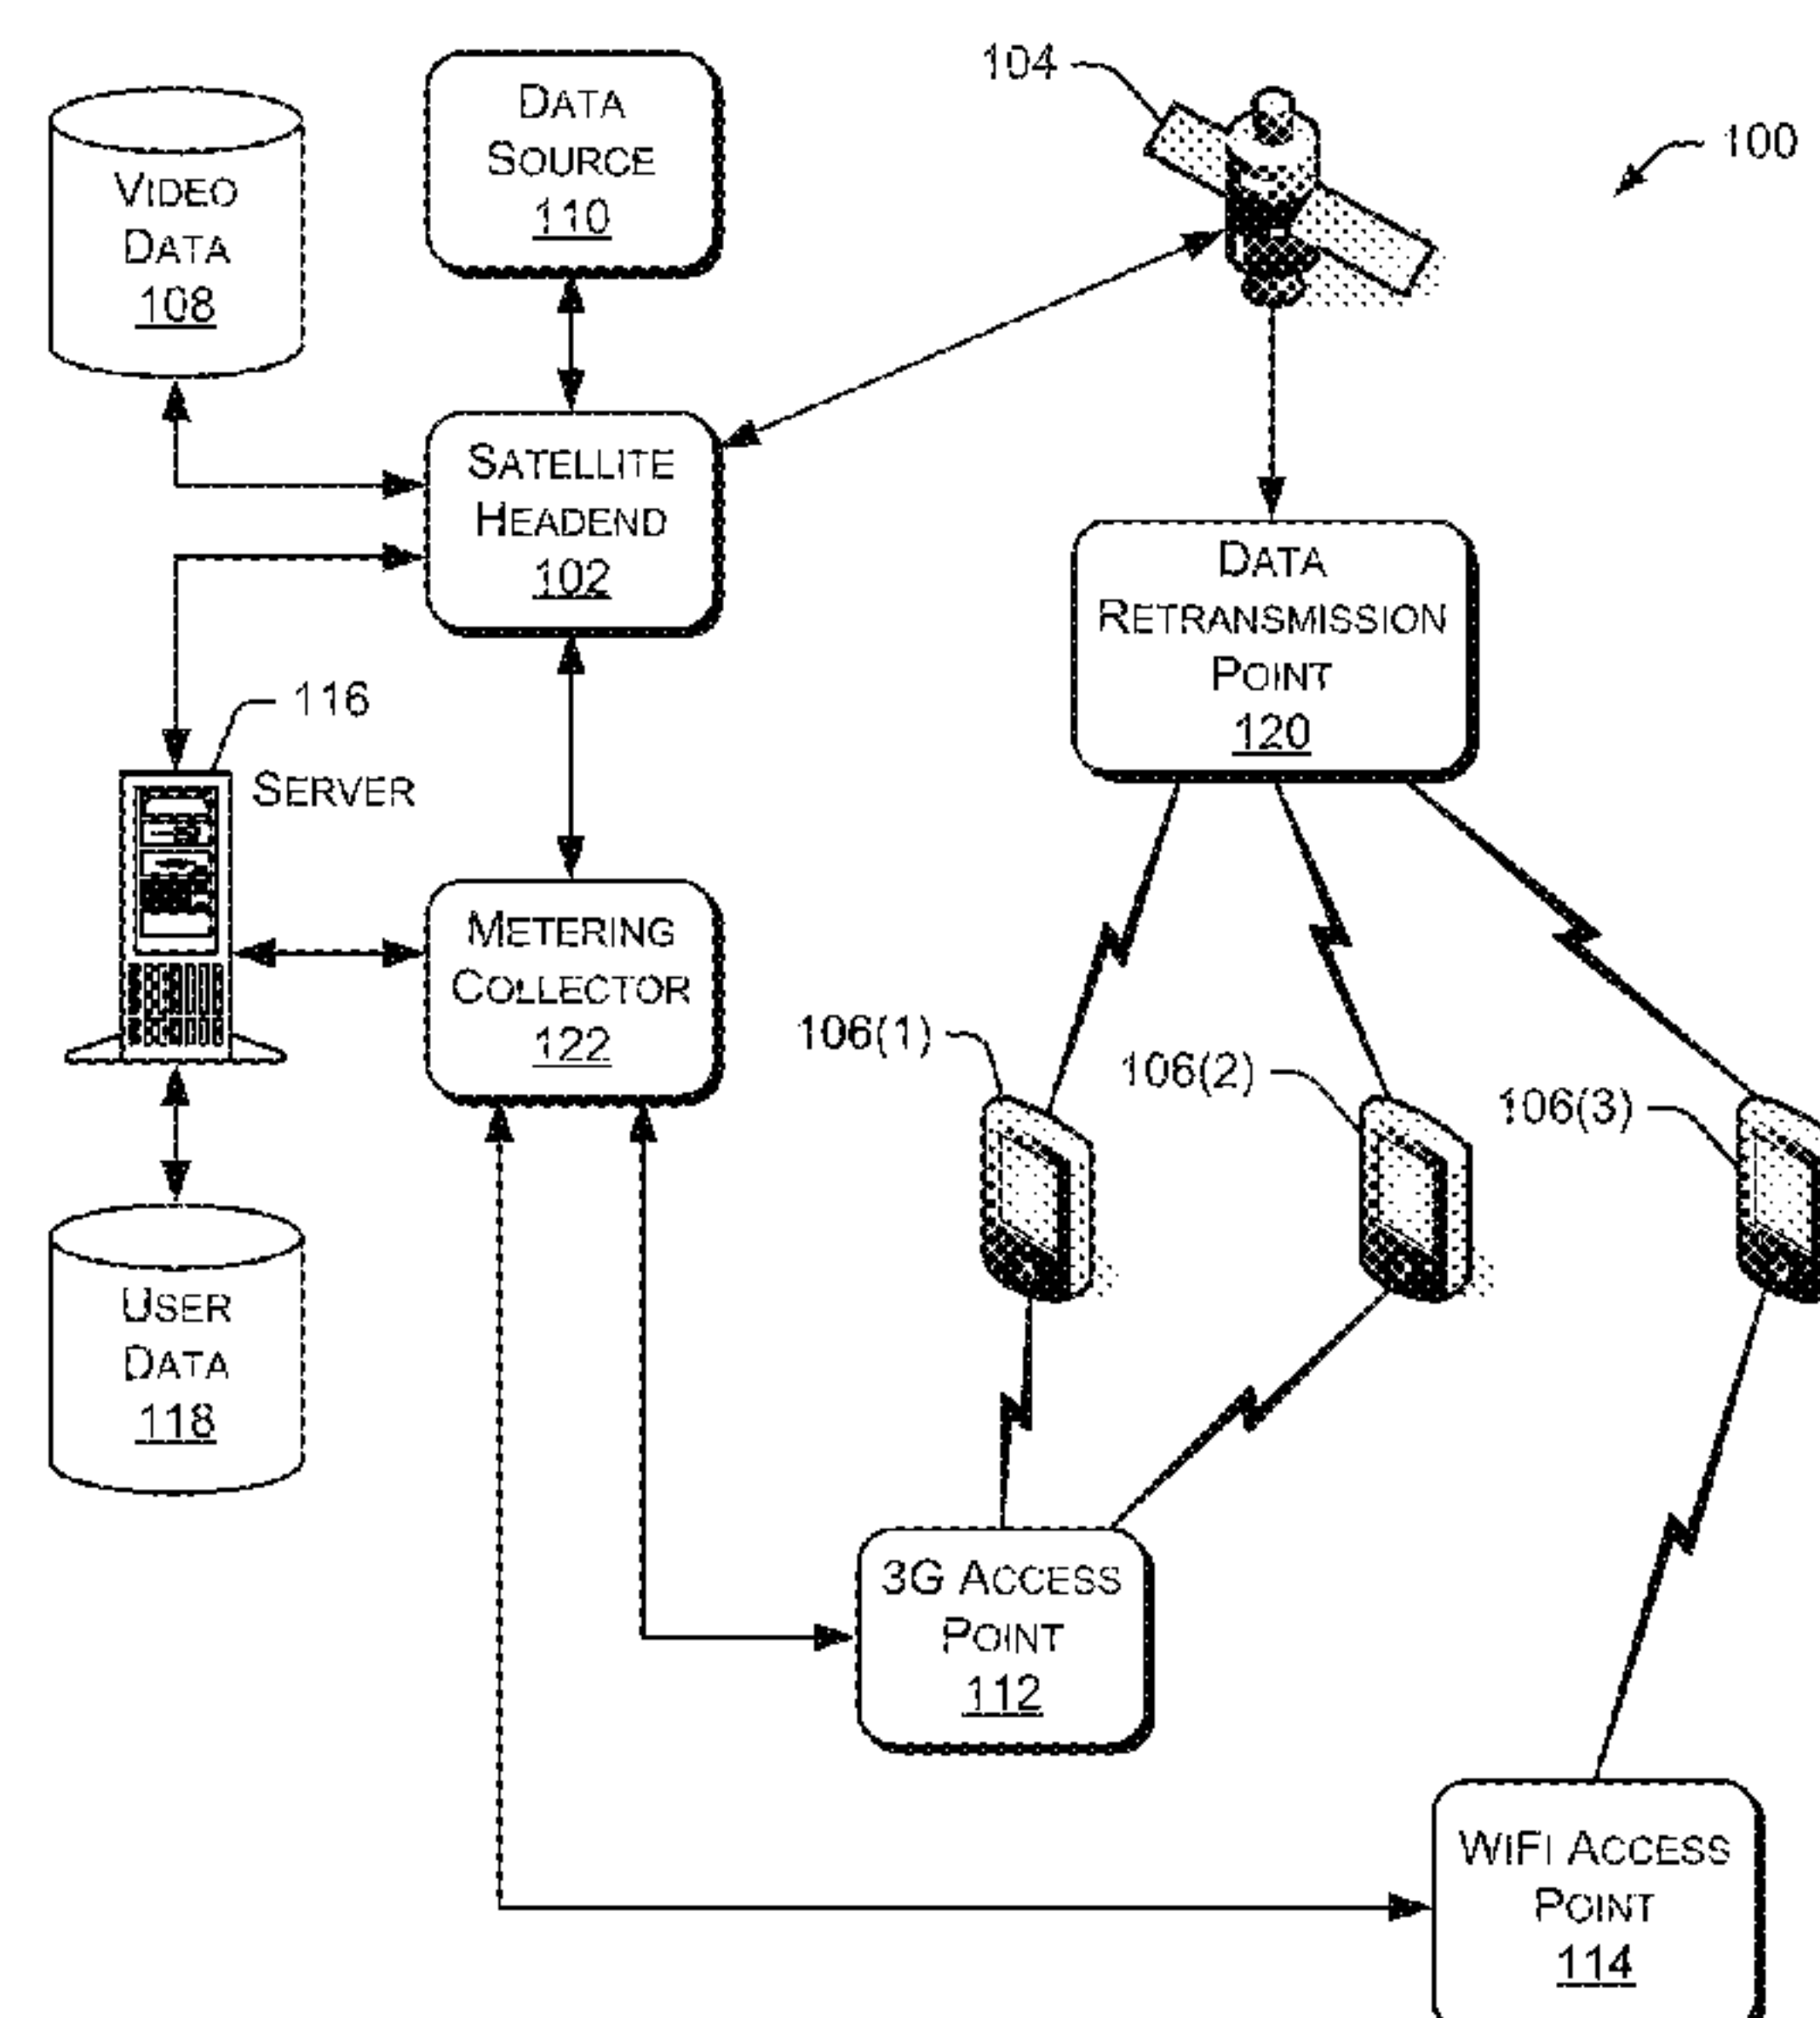 104
100
DATA
SOURCE
110
VIDEO
DATA
108
SATELLITE
HEADEND
102
DATA
RETRANSMISSION
POINT
120
116
SERVER
METERING
COLLECTOR
122
106(1)
106(2)
106(3)
USER
DATA
118
3G ACCESS
POINT
112
WIFI ACCESS
POINT
114